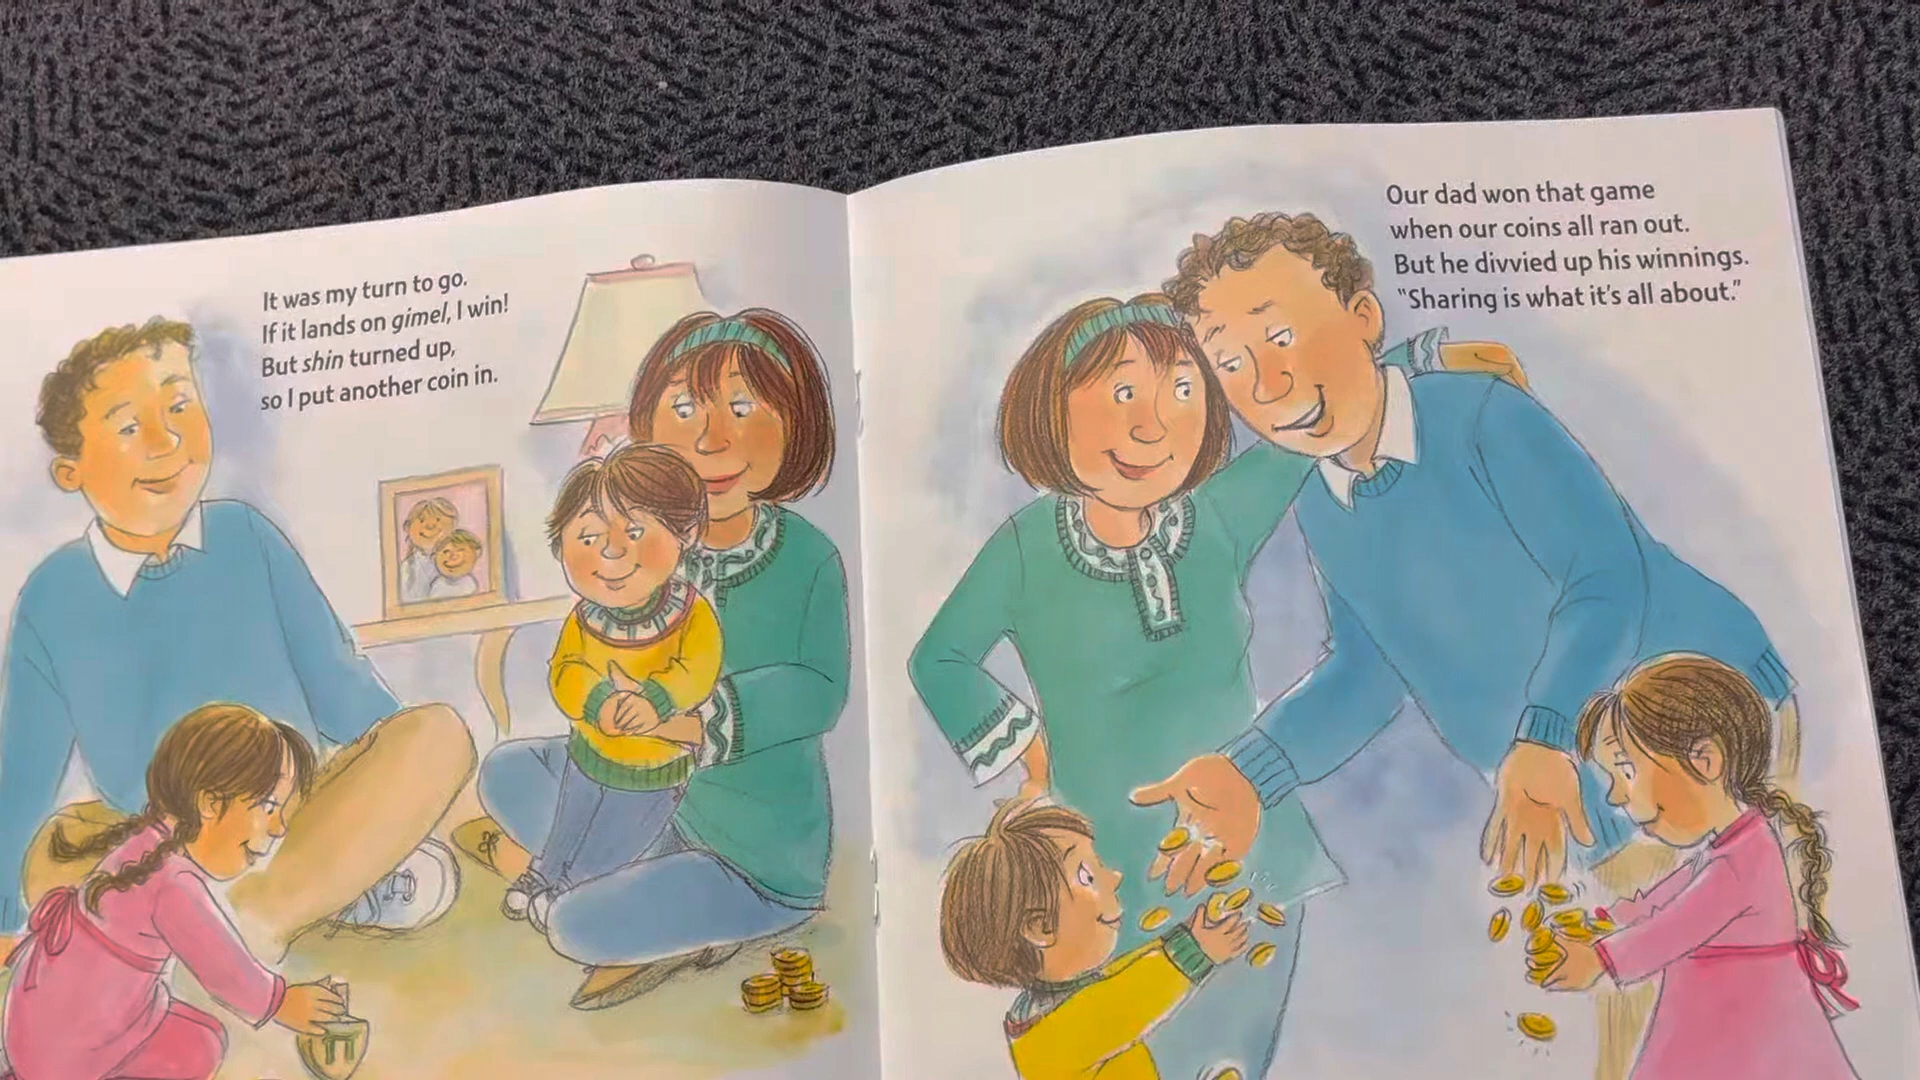 It was my turn to go.
If it lands on gimel, I win!
But shin turned up,
so I put another coin in.
Our dad won that game
when our coins all ran out.
But he divvied up his winnings.
“Sharing is what it’s all about.”